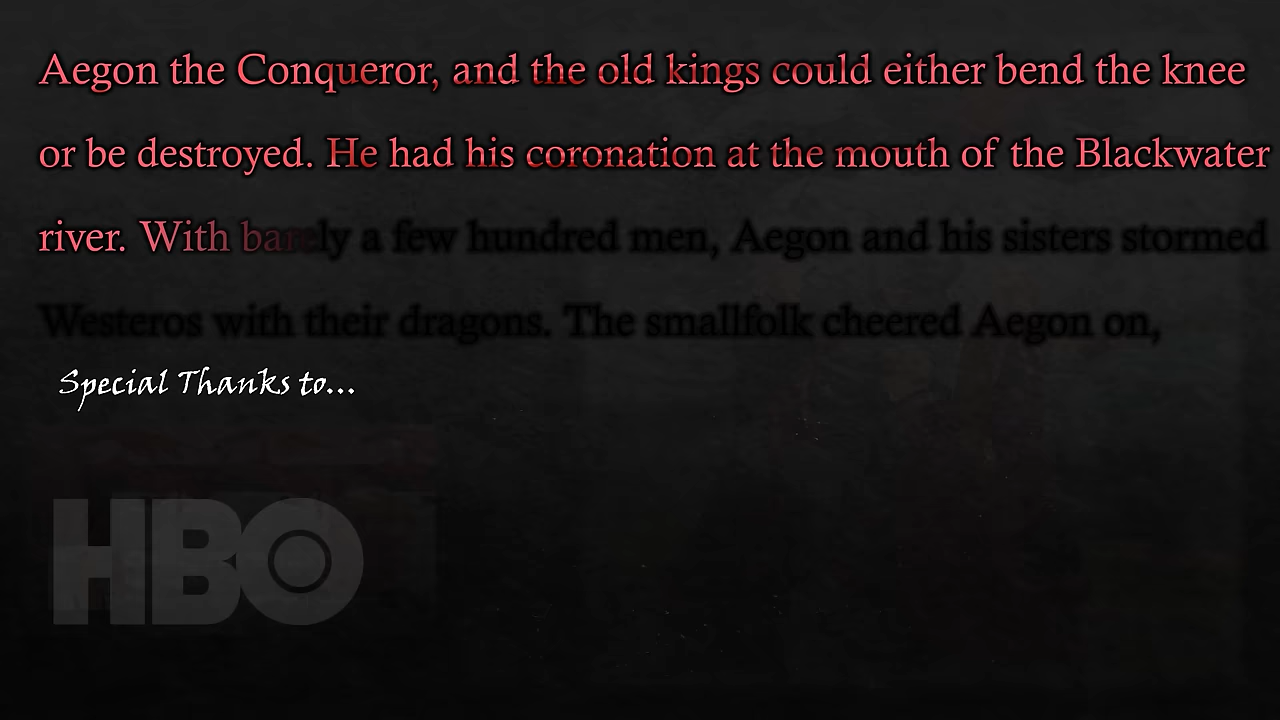 Aegon the Conqueror, and the old kings could either bend the knee
or be destroyed. He had his coronation at the mouth of the Blackwater
river. With barely a few hundred men, Aegon and his sisters stormed
Westeros with their dragons. The smallfolk cheered Aegon on,
Special Thanks to...
HBO